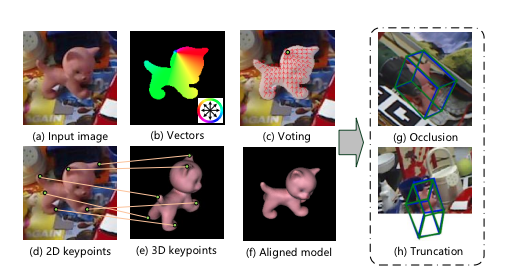 (a) Input image
(b) Vectors
(c) Voting
(g) Occlusion
(d) 2D keypoints
(e) 3D keypoints
(f) Aligned model
(h) Truncation